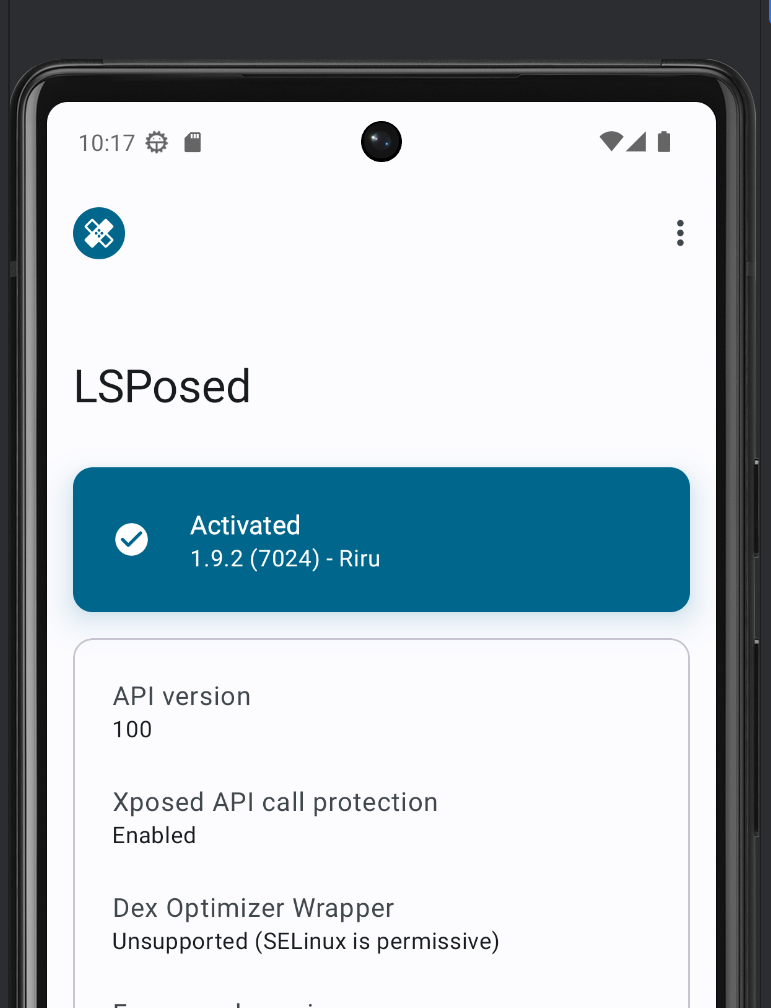 10:17
LSPosed
Activated
1.9.2 (7024) - Riru
API version
100
Xposed API call protection
Enabled
Dex Optimizer Wrapper
Unsupported (SELinux is permissive)